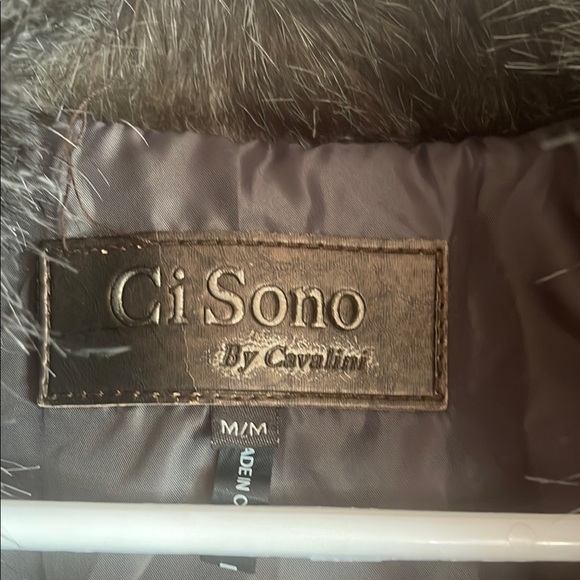 Ci Sono
By Cavalini
M/M
ADE IN C